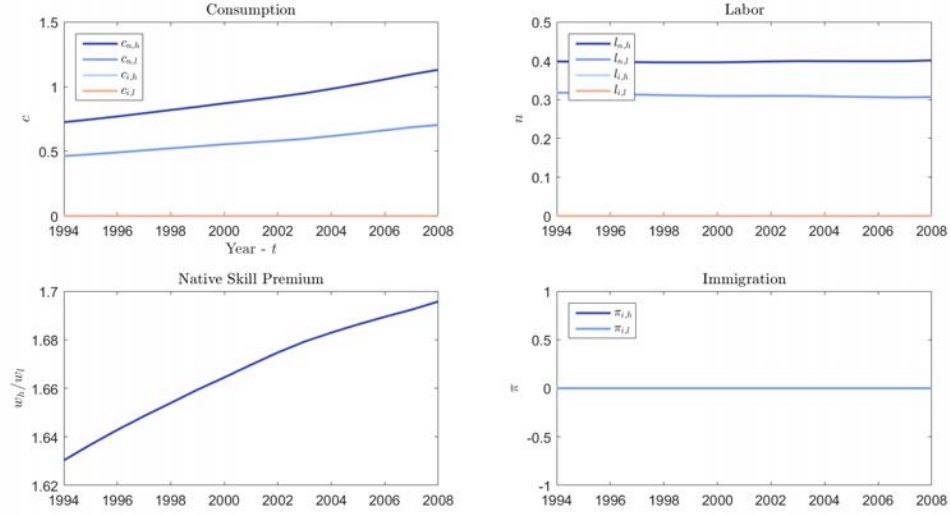 Consumption
1.5
1
0.5
0
c
c_{n,h}
c_{n,l}
c_{i,h}
c_{i,l}
1994 1996 1998 2000 2002 2004 2006 2008
Year - t
Labor
0.5
0.4
0.3
0.2
0.1
0
n
l_{n,h}
l_{n,l}
l_{i,h}
l_{i,l}
1994 1996 1998 2000 2002 2004 2006 2008
Native Skill Premium
1.7
1.68
1.66
1.64
1.62
w_h/w_l
1994 1996 1998 2000 2002 2004 2006 2008
Immigration
1
0.5
0
-0.5
-1
π
π_{i,h}
π_{i,l}
1994 1996 1998 2000 2002 2004 2006 2008